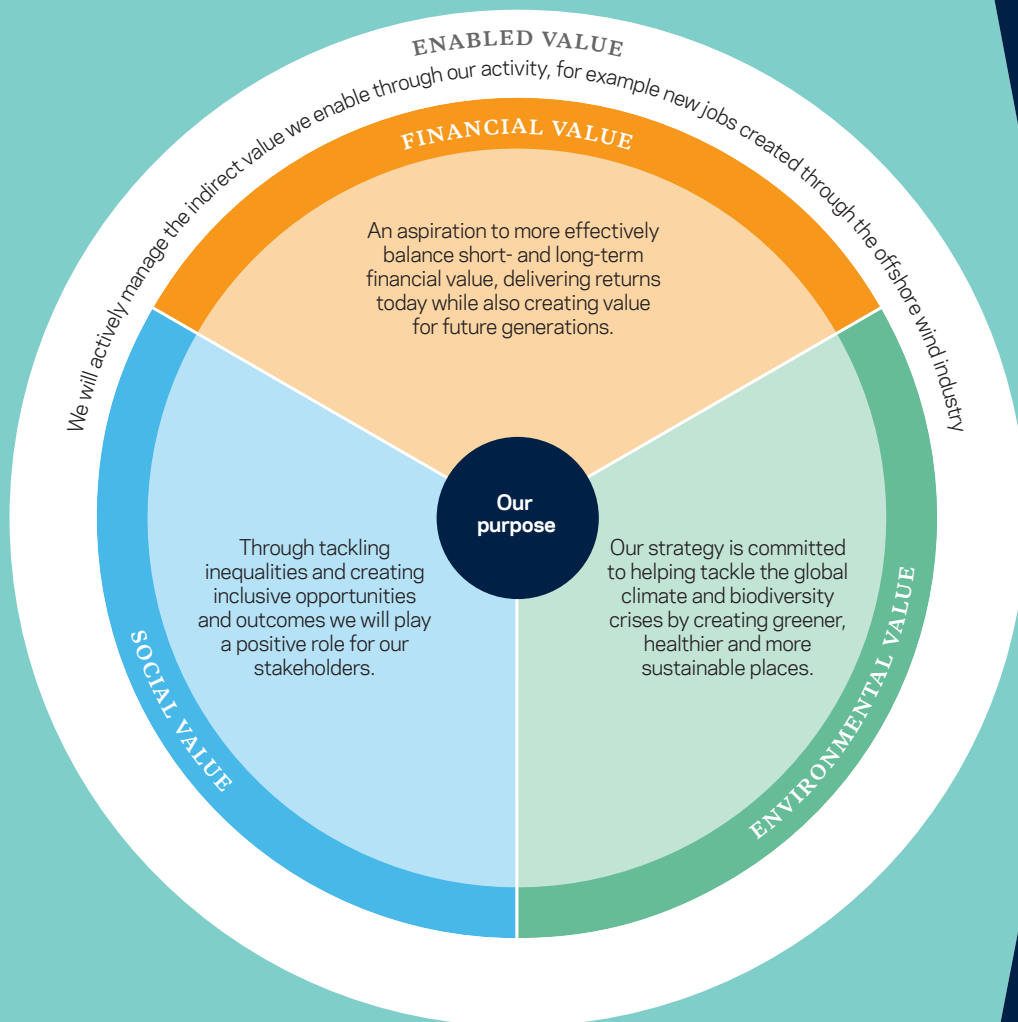 ENABLED VALUE
We will actively manage the indirect value we enable through our activity, for example new jobs created through the offshore wind industry
FINANCIAL VALUE
An aspiration to more effectively
balance short- and long-term
financial value, delivering returns
today while also creating value
for future generations.
Our
purpose
Through tackling
inequalities and creating
inclusive opportunities
and outcomes we will play
a positive role for our
stakeholders.
SOCIAL VALUE
Our strategy is committed
to helping tackle the global
climate and biodiversity
crises by creating greener,
healthier and more
sustainable places.
ENVIRONMENTAL VALUE